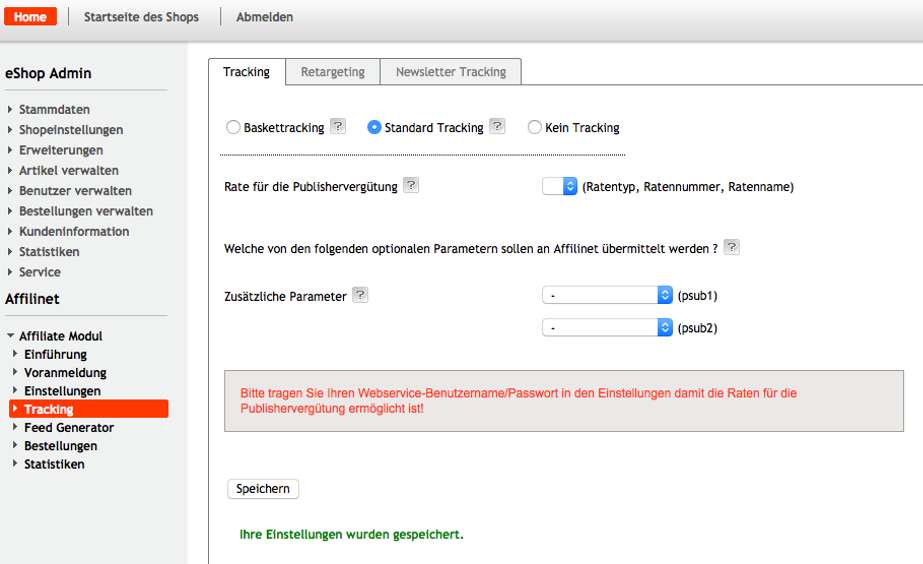 Home Startseite des Shops Abmelden
eShop Admin
Stammdaten
Shopeinstellungen
Erweiterungen
Artikel verwalten
Benutzer verwalten
Bestellungen verwalten
Kundeninformation
Statistiken
Service
Affilinet
Affiliate Modul
Einführung
Voranmeldung
Einstellungen
Tracking
Feed Generator
Bestellungen
Statistiken
Tracking Retargeting Newsletter Tracking
Baskettracking ? Standard Tracking ? Kein Tracking
Rate für die Publishervergütung ? (Ratentyp, Ratennummer, Ratenname)
Welche von den folgenden optionalen Parametern sollen an Affilinet übermittelt werden ? ?
Zusätzliche Parameter ? - (psub1)
- (psub2)
Bitte tragen Sie Ihren Webservice-Benutzername/Passwort in den Einstellungen damit die Raten für die
Publishervergütung ermöglicht ist!
Speichern
Ihre Einstellungen wurden gespeichert.